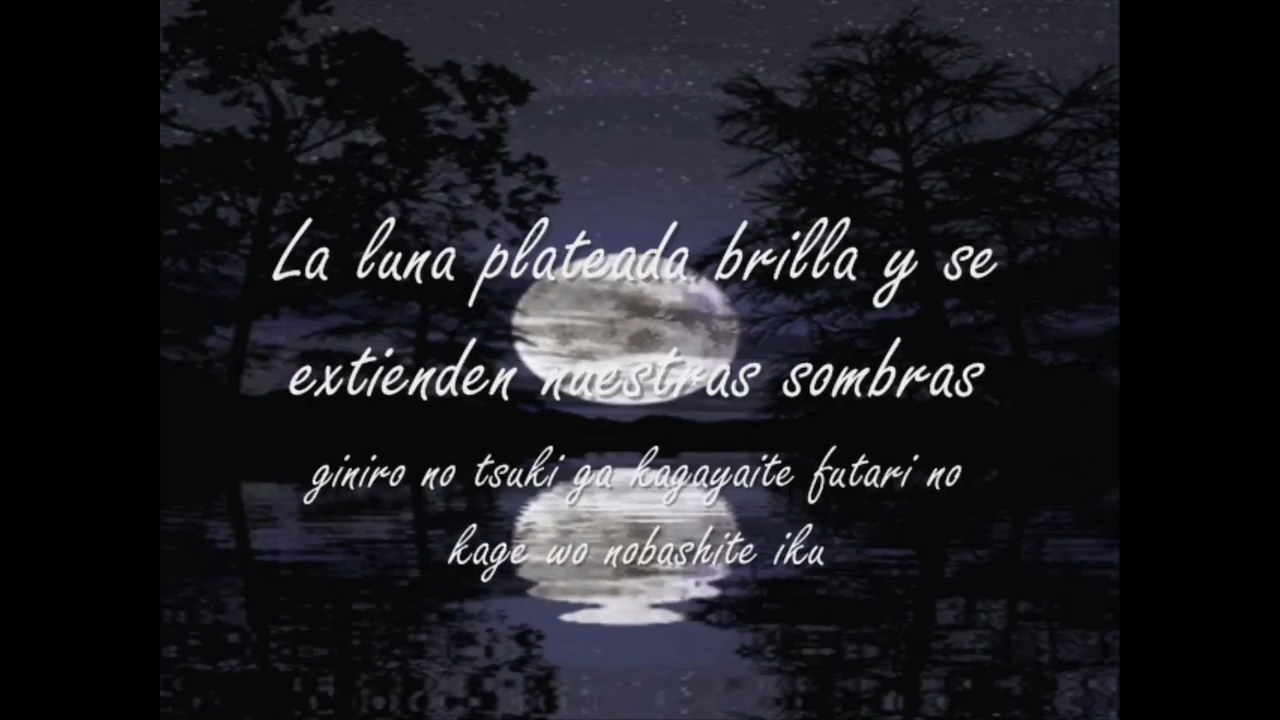 La luna plateada brilla y se
extienden nuestras sombras
giniro no tsuki ga kagayaite futari no
kage wo nobashite iku